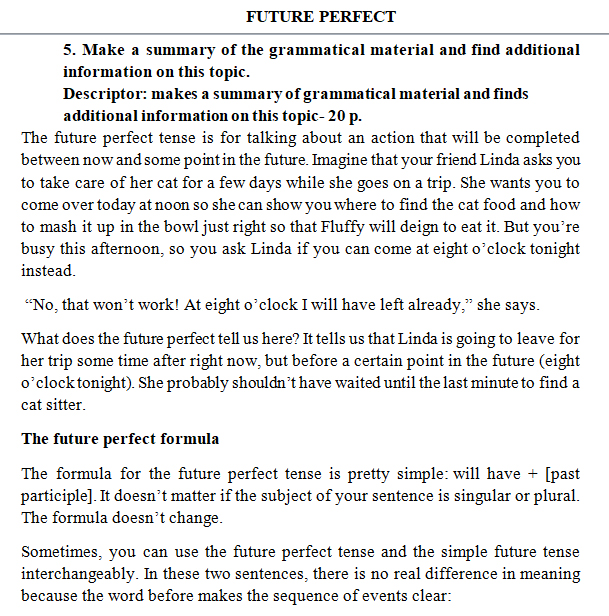 FUTURE PERFECT
5. Make a summary of the grammatical material and find additional
information on this topic.
Descriptor: makes a summary of grammatical material and finds
additional information on this topic- 20 p.
The future perfect tense is for talking about an action that will be completed
between now and some point in the future. Imagine that your friend Linda asks you
to take care of her cat for a few days while she goes on a trip. She wants you to
come over today at noon so she can show you where to find the cat food and how
to mash it up in the bowl just right so that Fluffy will deign to eat it. But you’re
busy this afternoon, so you ask Linda if you can come at eight o’clock tonight
instead.
“No, that won’t work! At eight o’clock I will have left already,” she says.
What does the future perfect tell us here? It tells us that Linda is going to leave for
her trip some time after right now, but before a certain point in the future (eight
o’clock tonight). She probably shouldn’t have waited until the last minute to find a
cat sitter.
The future perfect formula
The formula for the future perfect tense is pretty simple: will have + [past
participle]. It doesn’t matter if the subject of your sentence is singular or plural.
The formula doesn’t change.
Sometimes, you can use the future perfect tense and the simple future tense
interchangeably. In these two sentences, there is no real difference in meaning
because the word before makes the sequence of events clear: